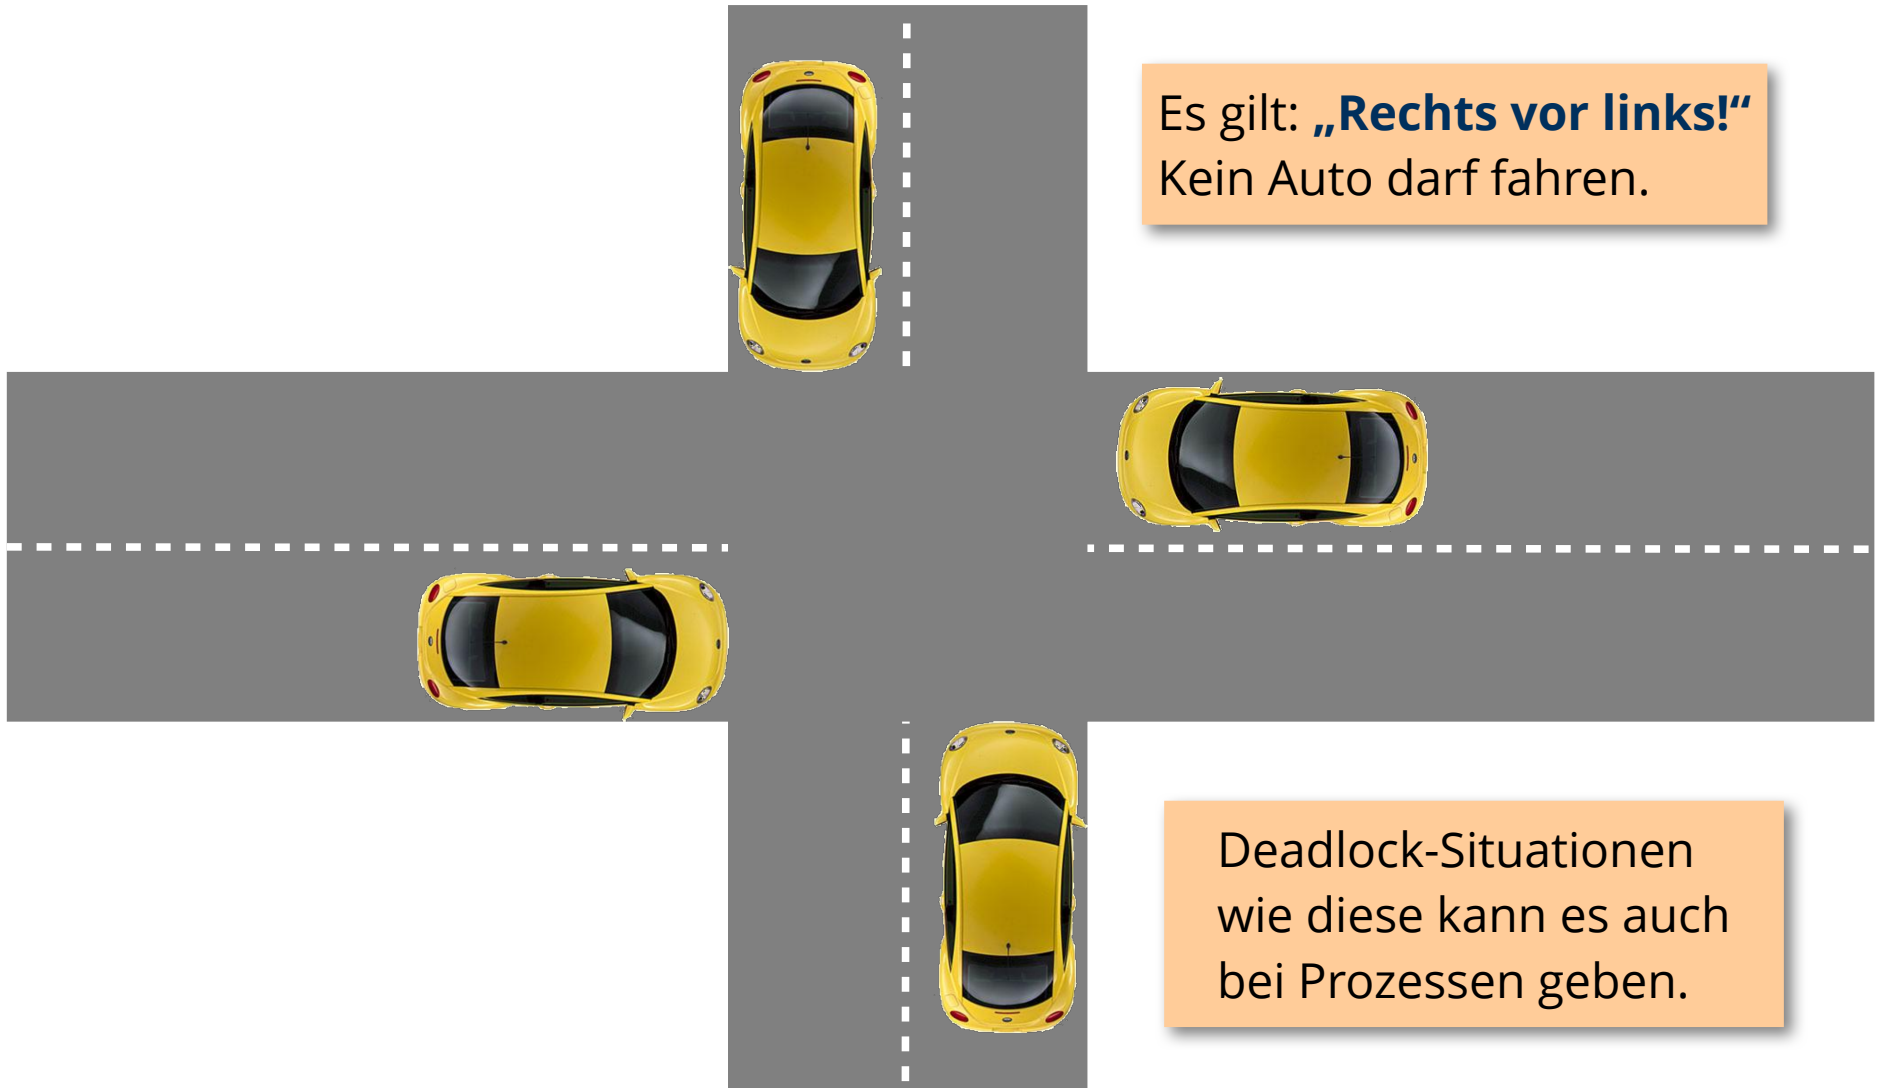 Es gilt: „Rechts vor links!“
Kein Auto darf fahren.
Deadlock-Situationen
wie diese kann es auch
bei Prozessen geben.